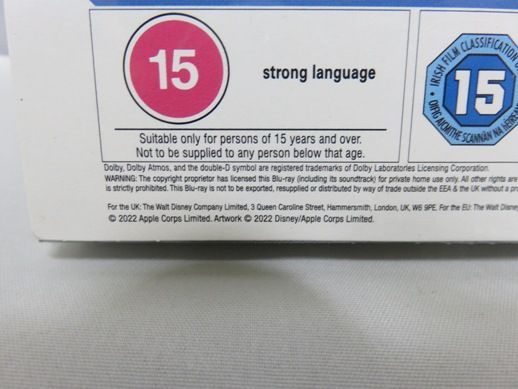 15
strong language
Suitable only for persons of 15 years and over.
Not to be supplied to any person below that age.
IRISH FILM CLASSIFICATION
15
OIFIG AICMITHE SCANNÁN NA
Dolby, Dolby Atmos, and the double-D symbol are registered trademarks of Dolby Laboratories Licensing Corporation.
WARNING: The copyright proprietor has licensed this Blu-ray (including its soundtrack) for private home use only. All other rights are
is strictly prohibited. This Blu-ray is not to be exported, resupplied or distributed by way of trade outside the EEA & the UK without a
For the UK: The Walt Disney Company Limited, 3 Queen Caroline Street, Hammersmith, London, UK, W6 9PE. For the EU: The Walt
© 2022 Apple Corps Limited. Artwork © 2022 Disney/Apple Corps Limited.